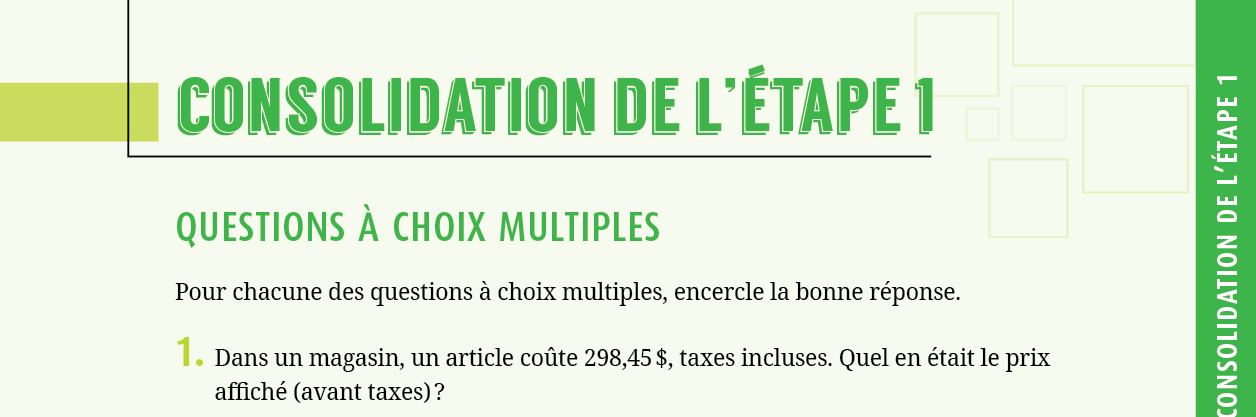 CONSOLIDATION DE L'ÉTAPE 1
QUESTIONS À CHOIX MULTIPLES
Pour chacune des questions à choix multiples, encercle la bonne réponse.
1. Dans un magasin, un article coûte 298,45 $, taxes incluses. Quel en était le prix
affiché (avant taxes) ?
CONSOLIDATION DE L'ÉTAPE 1